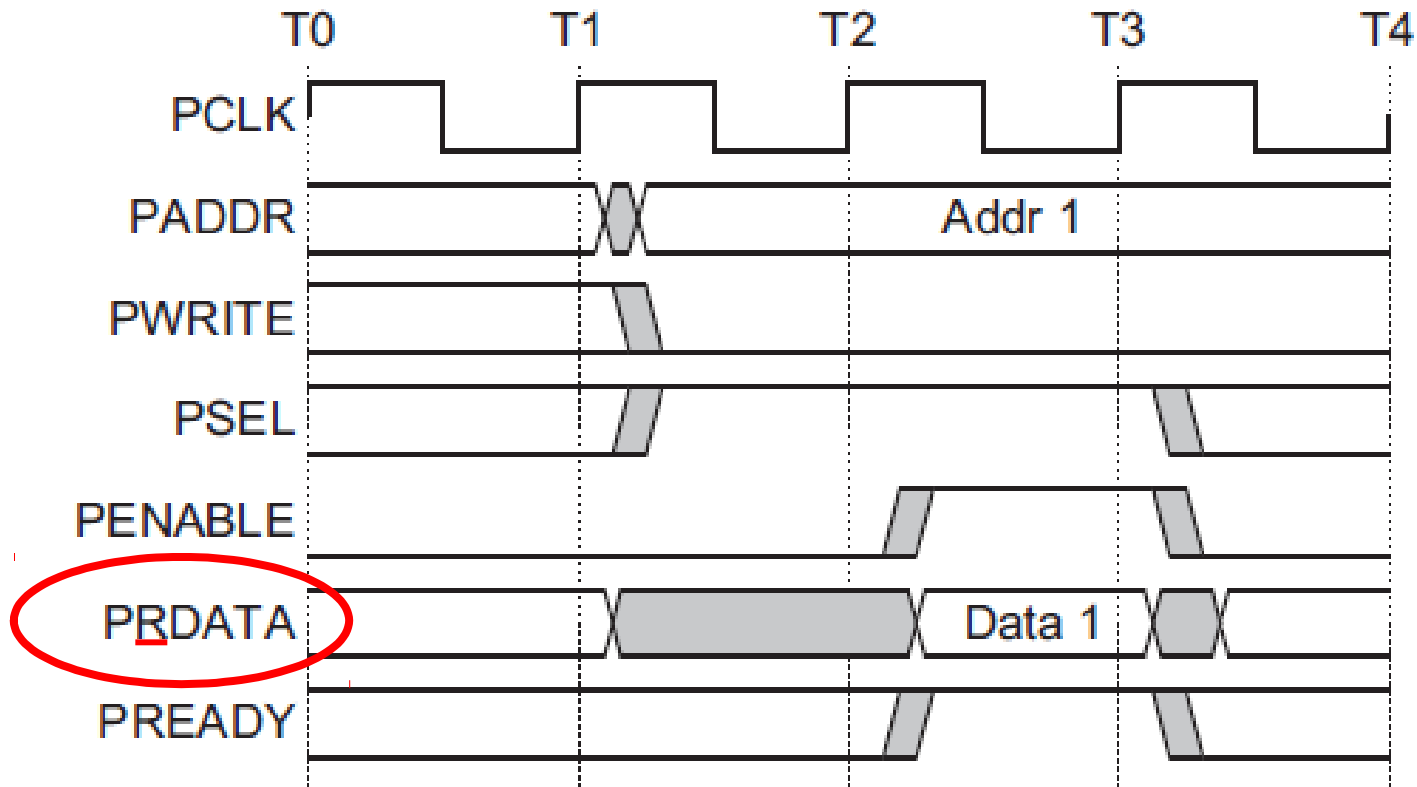 T0 T1 T2 T3 T4
PCLK
PADDR Addr 1
PWRITE
PSEL
PENABLE
PRDATA Data 1
PREADY